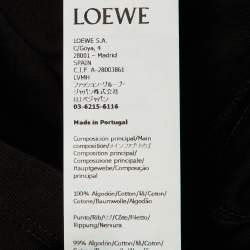 LOEWE
LOEWE S.A.
C/Goya, 4
28001 - Madrid
SPAIN
C.I.F A-28003861
LVMH
ファッション・グループ・
ジャパン株式会社
ロエベジャパン
03-6215-6116
Made in Portugal
Composición principal/Main
composition/メインファブリック/
Composition principal/
Composizione principale/
Hauptgewebe/Composição
principal
100% Algodón/Cotton/綿/Coton/
Cotone/Baumwolle/Algodão
Punto/Rib/リブ/Côte/Netto/
Rippung/Nervura
99% Algodón/Cotton/綿/Coton/